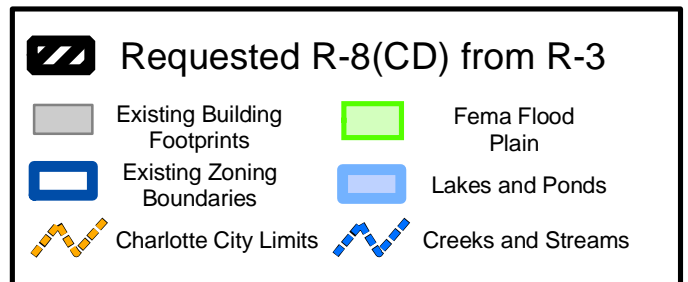 Requested R-8(CD) from R-3
Existing Building
Footprints
Fema Flood
Plain
Existing Zoning
Boundaries
Lakes and Ponds
Charlotte City Limits
Creeks and Streams